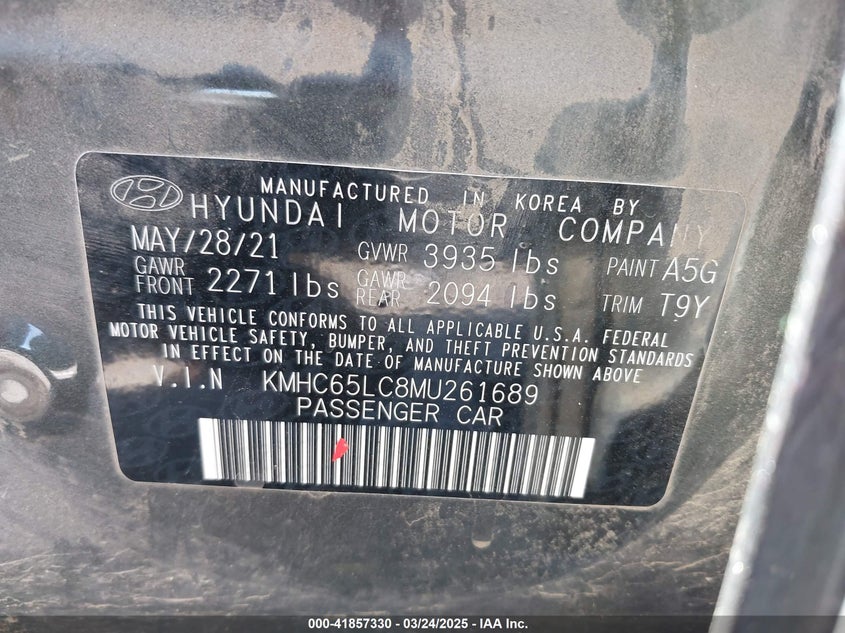 MANUFACTURED IN KOREA BY
HYUNDAI MOTOR COMPANY
MAY/28/21 GVWR 3935 lbs PAINT A5G
GAWR FRONT 2271 lbs GAWR REAR 2094 lbs TRIM T9Y
THIS VEHICLE CONFORMS TO ALL APPLICABLE U.S.A. FEDERAL
MOTOR VEHICLE SAFETY, BUMPER, AND THEFT PREVENTION STANDARDS
IN EFFECT ON THE DATE OF MANUFACTURE SHOWN ABOVE
V.I.N KMHC65LC8MU261689
PASSENGER CAR
000-41857330 - 03/24/2025 - IAA Inc.